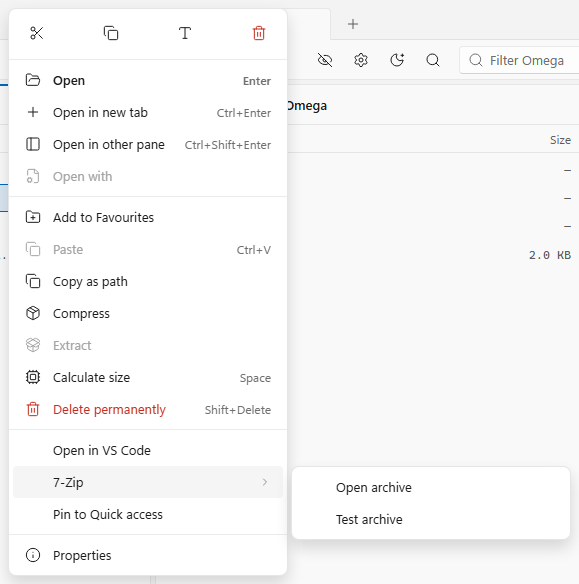 Filter Omega
Omega
Size
–
–
–
2.0 KB
Open Enter
Open in new tab Ctrl+Enter
Open in other pane Ctrl+Shift+Enter
Open with
Add to Favourites
Paste Ctrl+V
Copy as path
Compress
Extract
Calculate size Space
Delete permanently Shift+Delete
Open in VS Code
7-Zip
Pin to Quick access
Properties
Open archive
Test archive